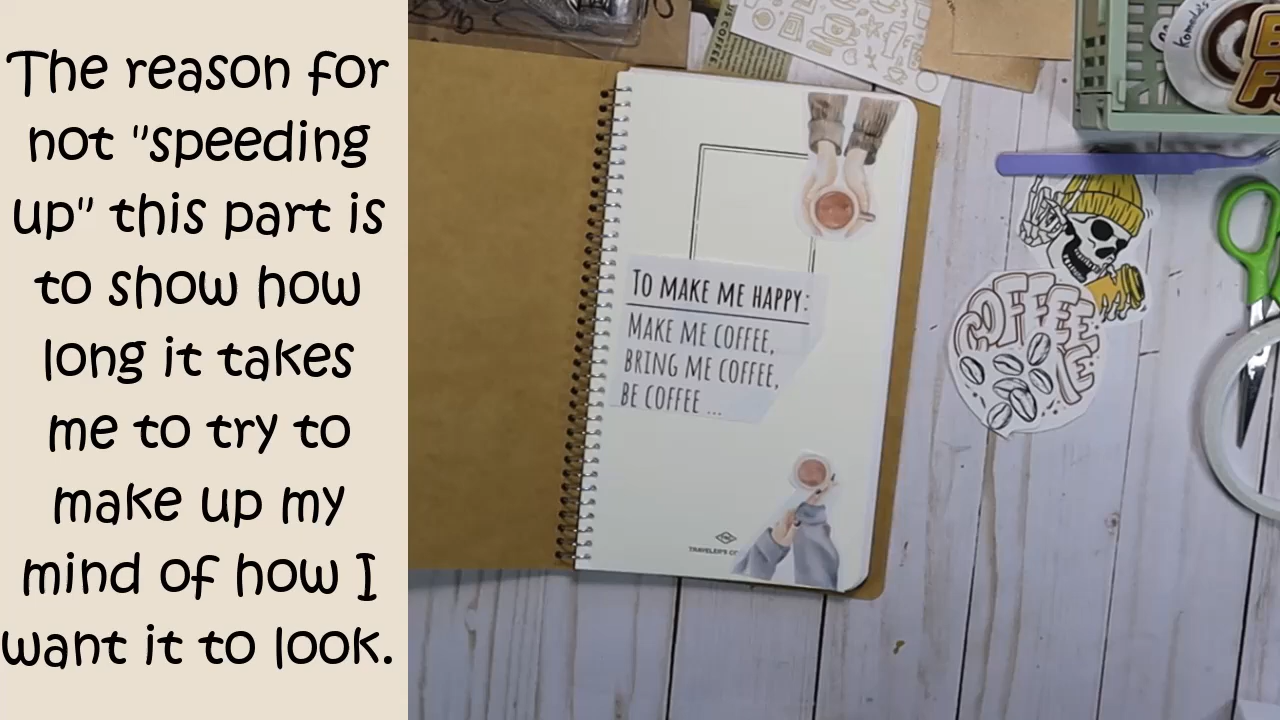 The reason for
not "speeding
up" this part is
to show how
long it takes
me to try to
make up my
mind of how I
want it to look.
TO MAKE ME HAPPY:
MAKE ME COFFEE,
BRING ME COFFEE,
BE COFFEE ...
TRAVELER'S
COFFEE
COFFEE